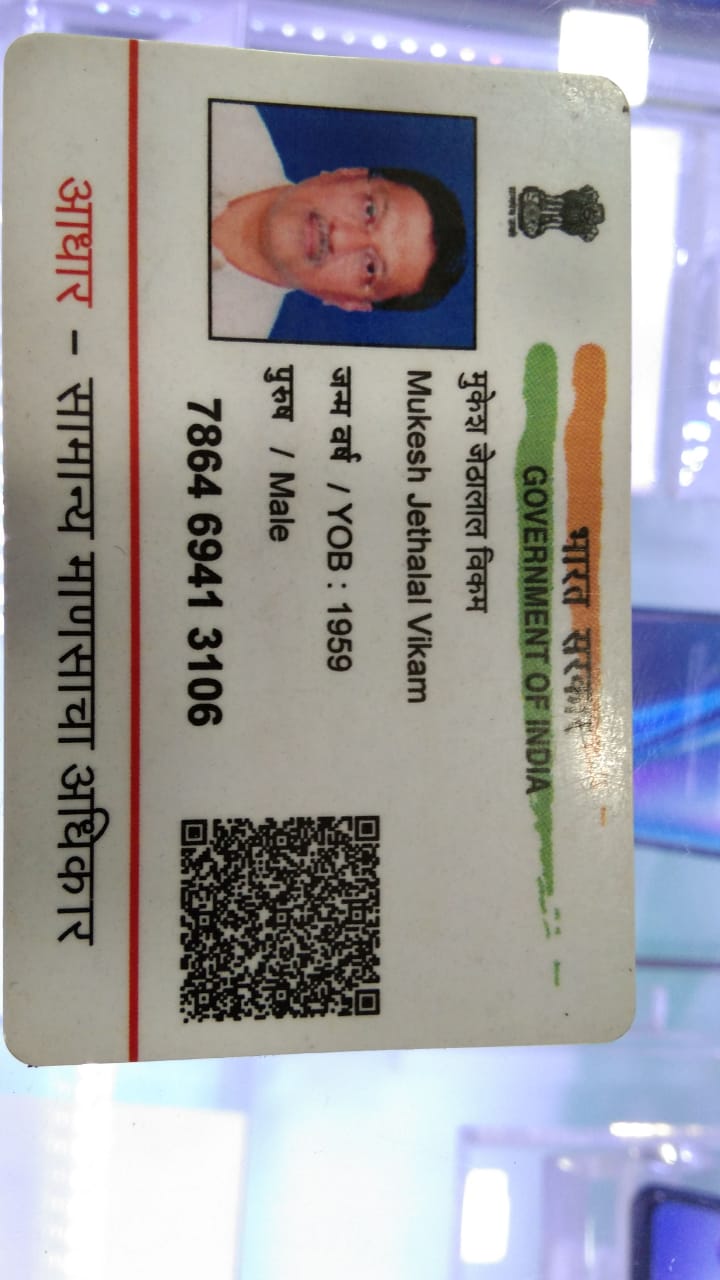 भारत सरकार
GOVERNMENT OF INDIA
मुकेश जेठालाल विकम
Mukesh Jethalal Vikam
जन्म वर्ष / YOB : 1959
पुरुष / Male
7864 6941 3106
आधार – सामान्य माणसाचा अधिकार